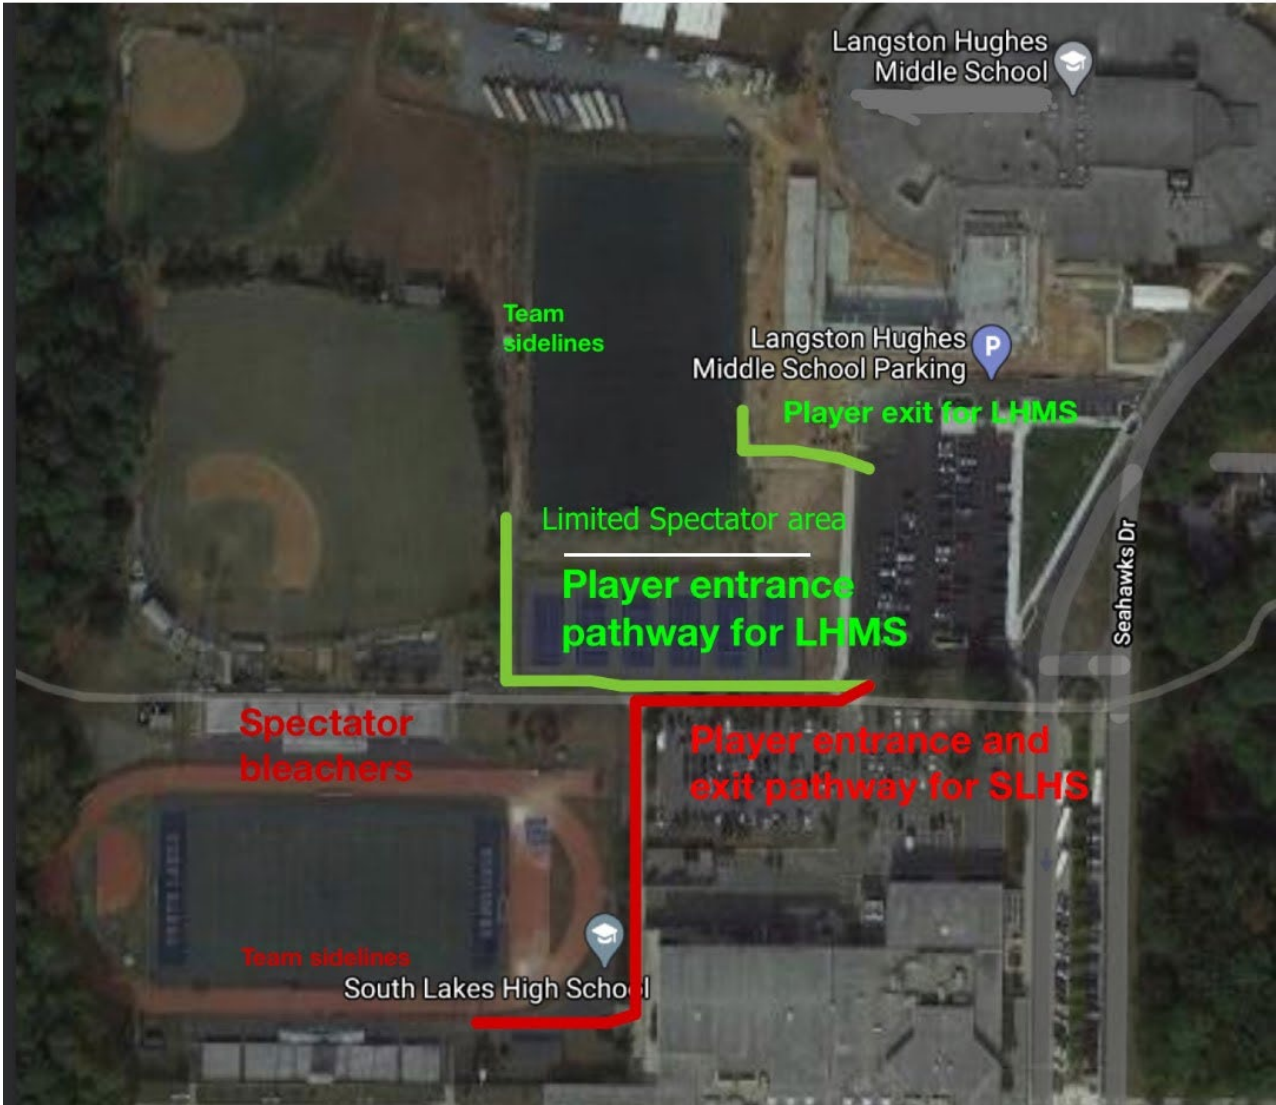 Langston Hughes
Middle School
Team
sidelines
Langston Hughes
Middle School Parking
P
Player exit for LHMS
Limited Spectator area
Player entrance
pathway for LHMS
Seahawks Dr
Spectator
bleachers
Player entrance and
exit pathway for SLHS
Team sidelines
South Lakes High School